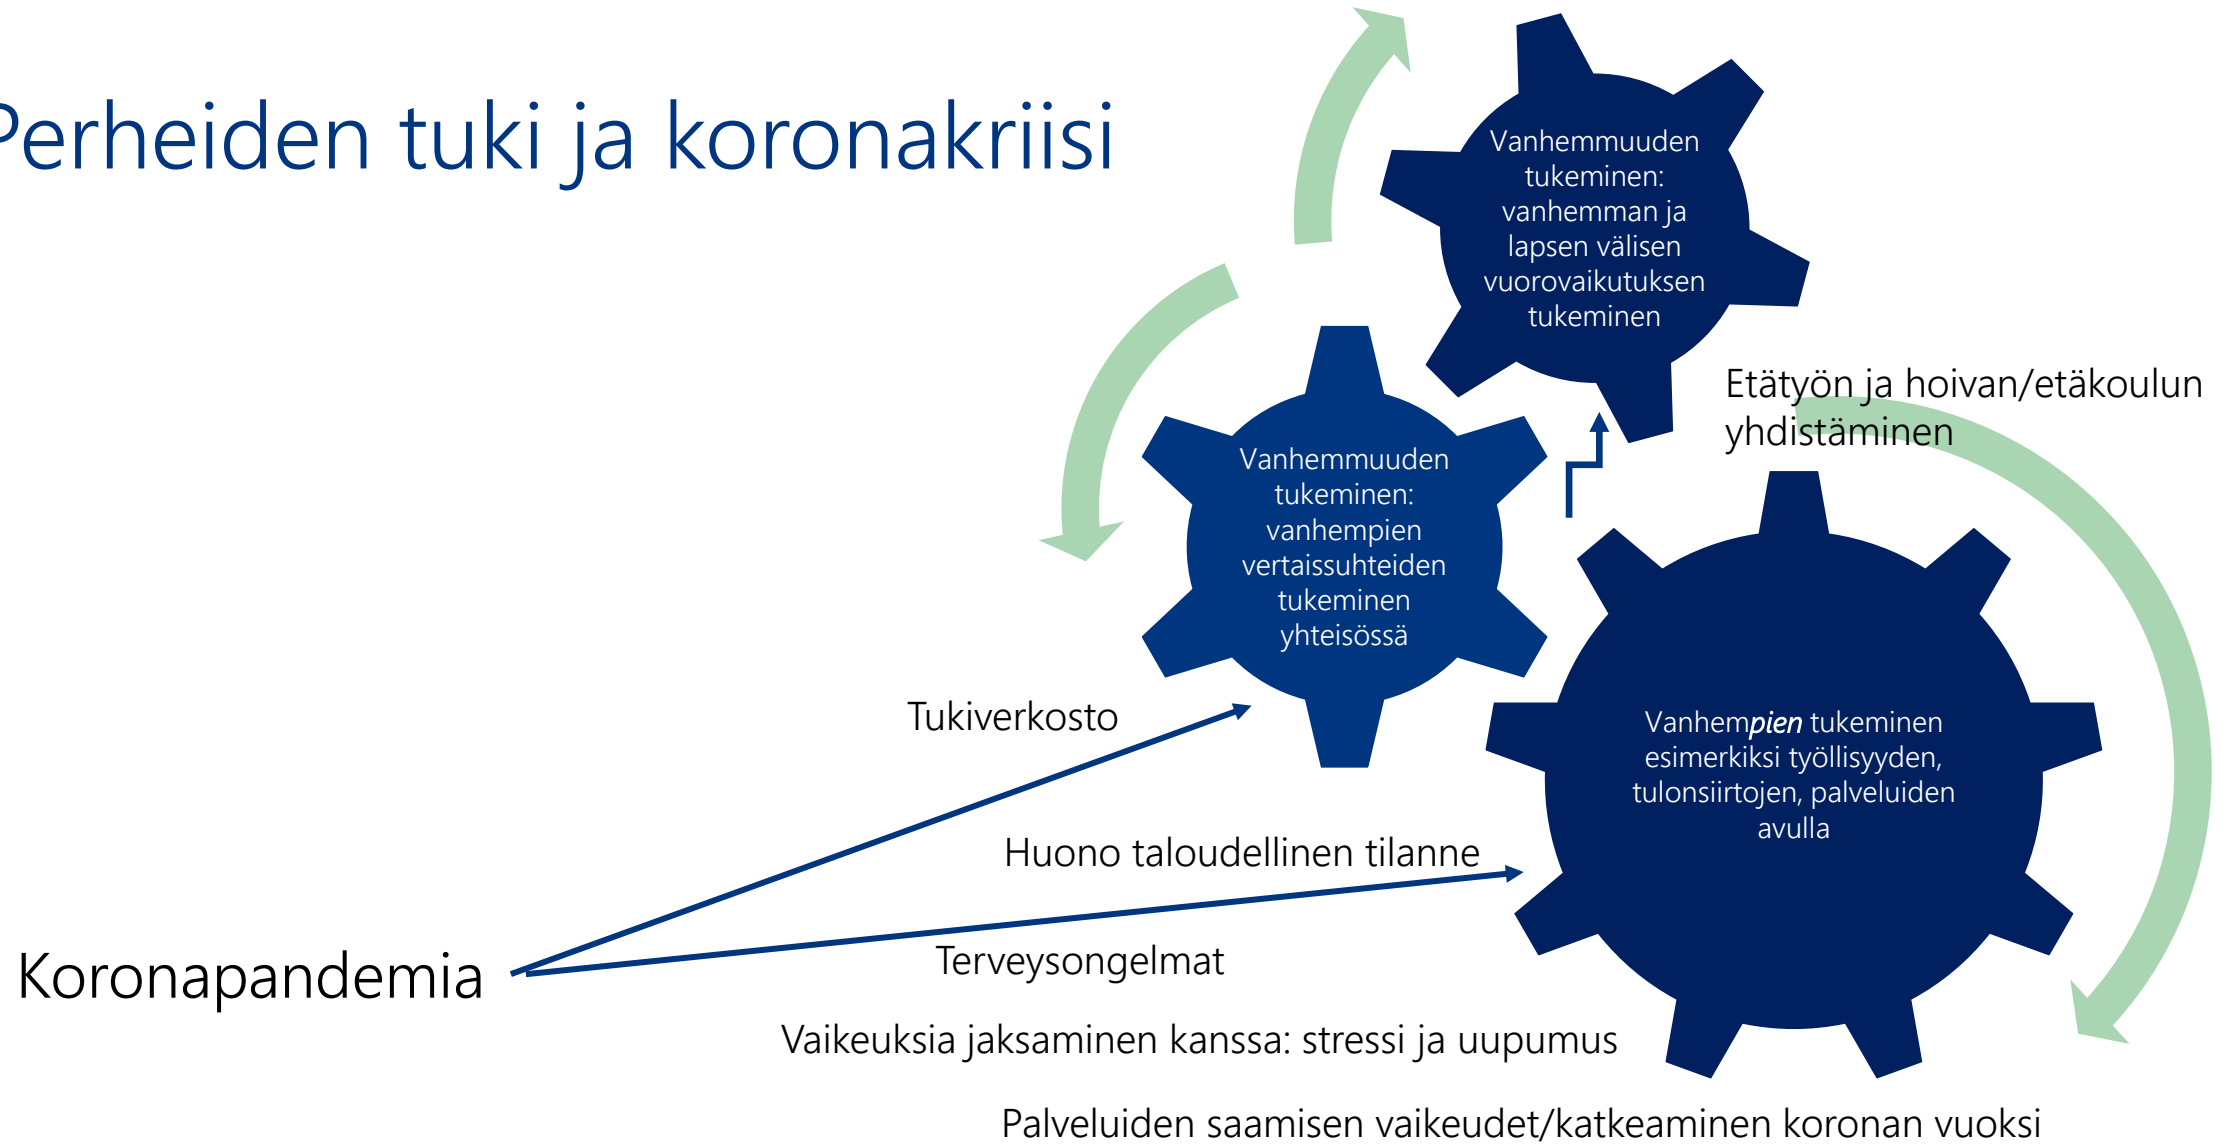 Perheiden tuki ja koronakriisi
Vanhemmuuden
tukeminen:
vanhemman ja
lapsen välisen
vuorovaikutuksen
tukeminen
Etätyön ja hoivan/etäkoulun
yhdistäminen
Vanhemmuuden
tukeminen:
vanhempien
vertaissuhteiden
tukeminen
yhteisössä
Tukiverkosto
Vanhempien tukeminen
esimerkiksi työllisyyden,
tulonsiirtojen, palveluiden
avulla
Huono taloudellinen tilanne
Koronapandemia
Terveysongelmat
Vaikeuksia jaksaminen kanssa: stressi ja uupumus
Palveluiden saamisen vaikeudet/katkeaminen koronan vuoksi